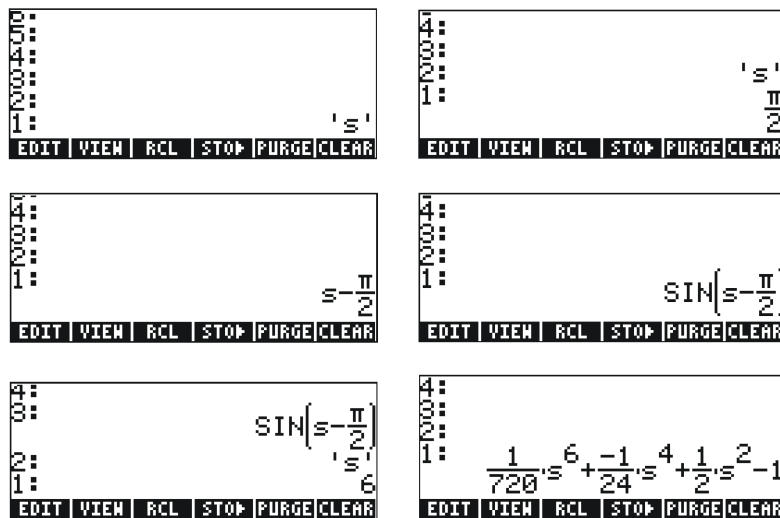 6:
5:
4:
3:
2:
1: 's'
EDIT VIEW RCL STO▶ PURGE CLEAR
4:
3:
2: 's'
1: π/2
EDIT VIEW RCL STO▶ PURGE CLEAR
4:
3:
2:
1: s-π/2
EDIT VIEW RCL STO▶ PURGE CLEAR
4:
3:
2:
1: SIN(s-π/2)
EDIT VIEW RCL STO▶ PURGE CLEAR
4:
3: SIN(s-π/2)
2: 's'
1: 6
EDIT VIEW RCL STO▶ PURGE CLEAR
4:
3:
2:
1: 1/720·s^6+-1/24·s^4+1/2·s^2-1
EDIT VIEW RCL STO▶ PURGE CLEAR